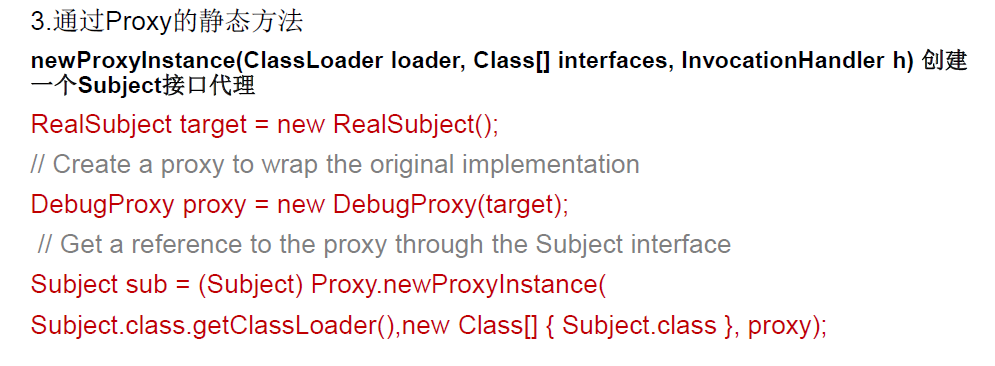 3.通过Proxy的静态方法
newProxyInstance(ClassLoader loader, Class[] interfaces, InvocationHandler h) 创建
一个Subject接口代理
RealSubject target = new RealSubject();
// Create a proxy to wrap the original implementation
DebugProxy proxy = new DebugProxy(target);
// Get a reference to the proxy through the Subject interface
Subject sub = (Subject) Proxy.newProxyInstance(
Subject.class.getClassLoader(),new Class[] { Subject.class }, proxy);